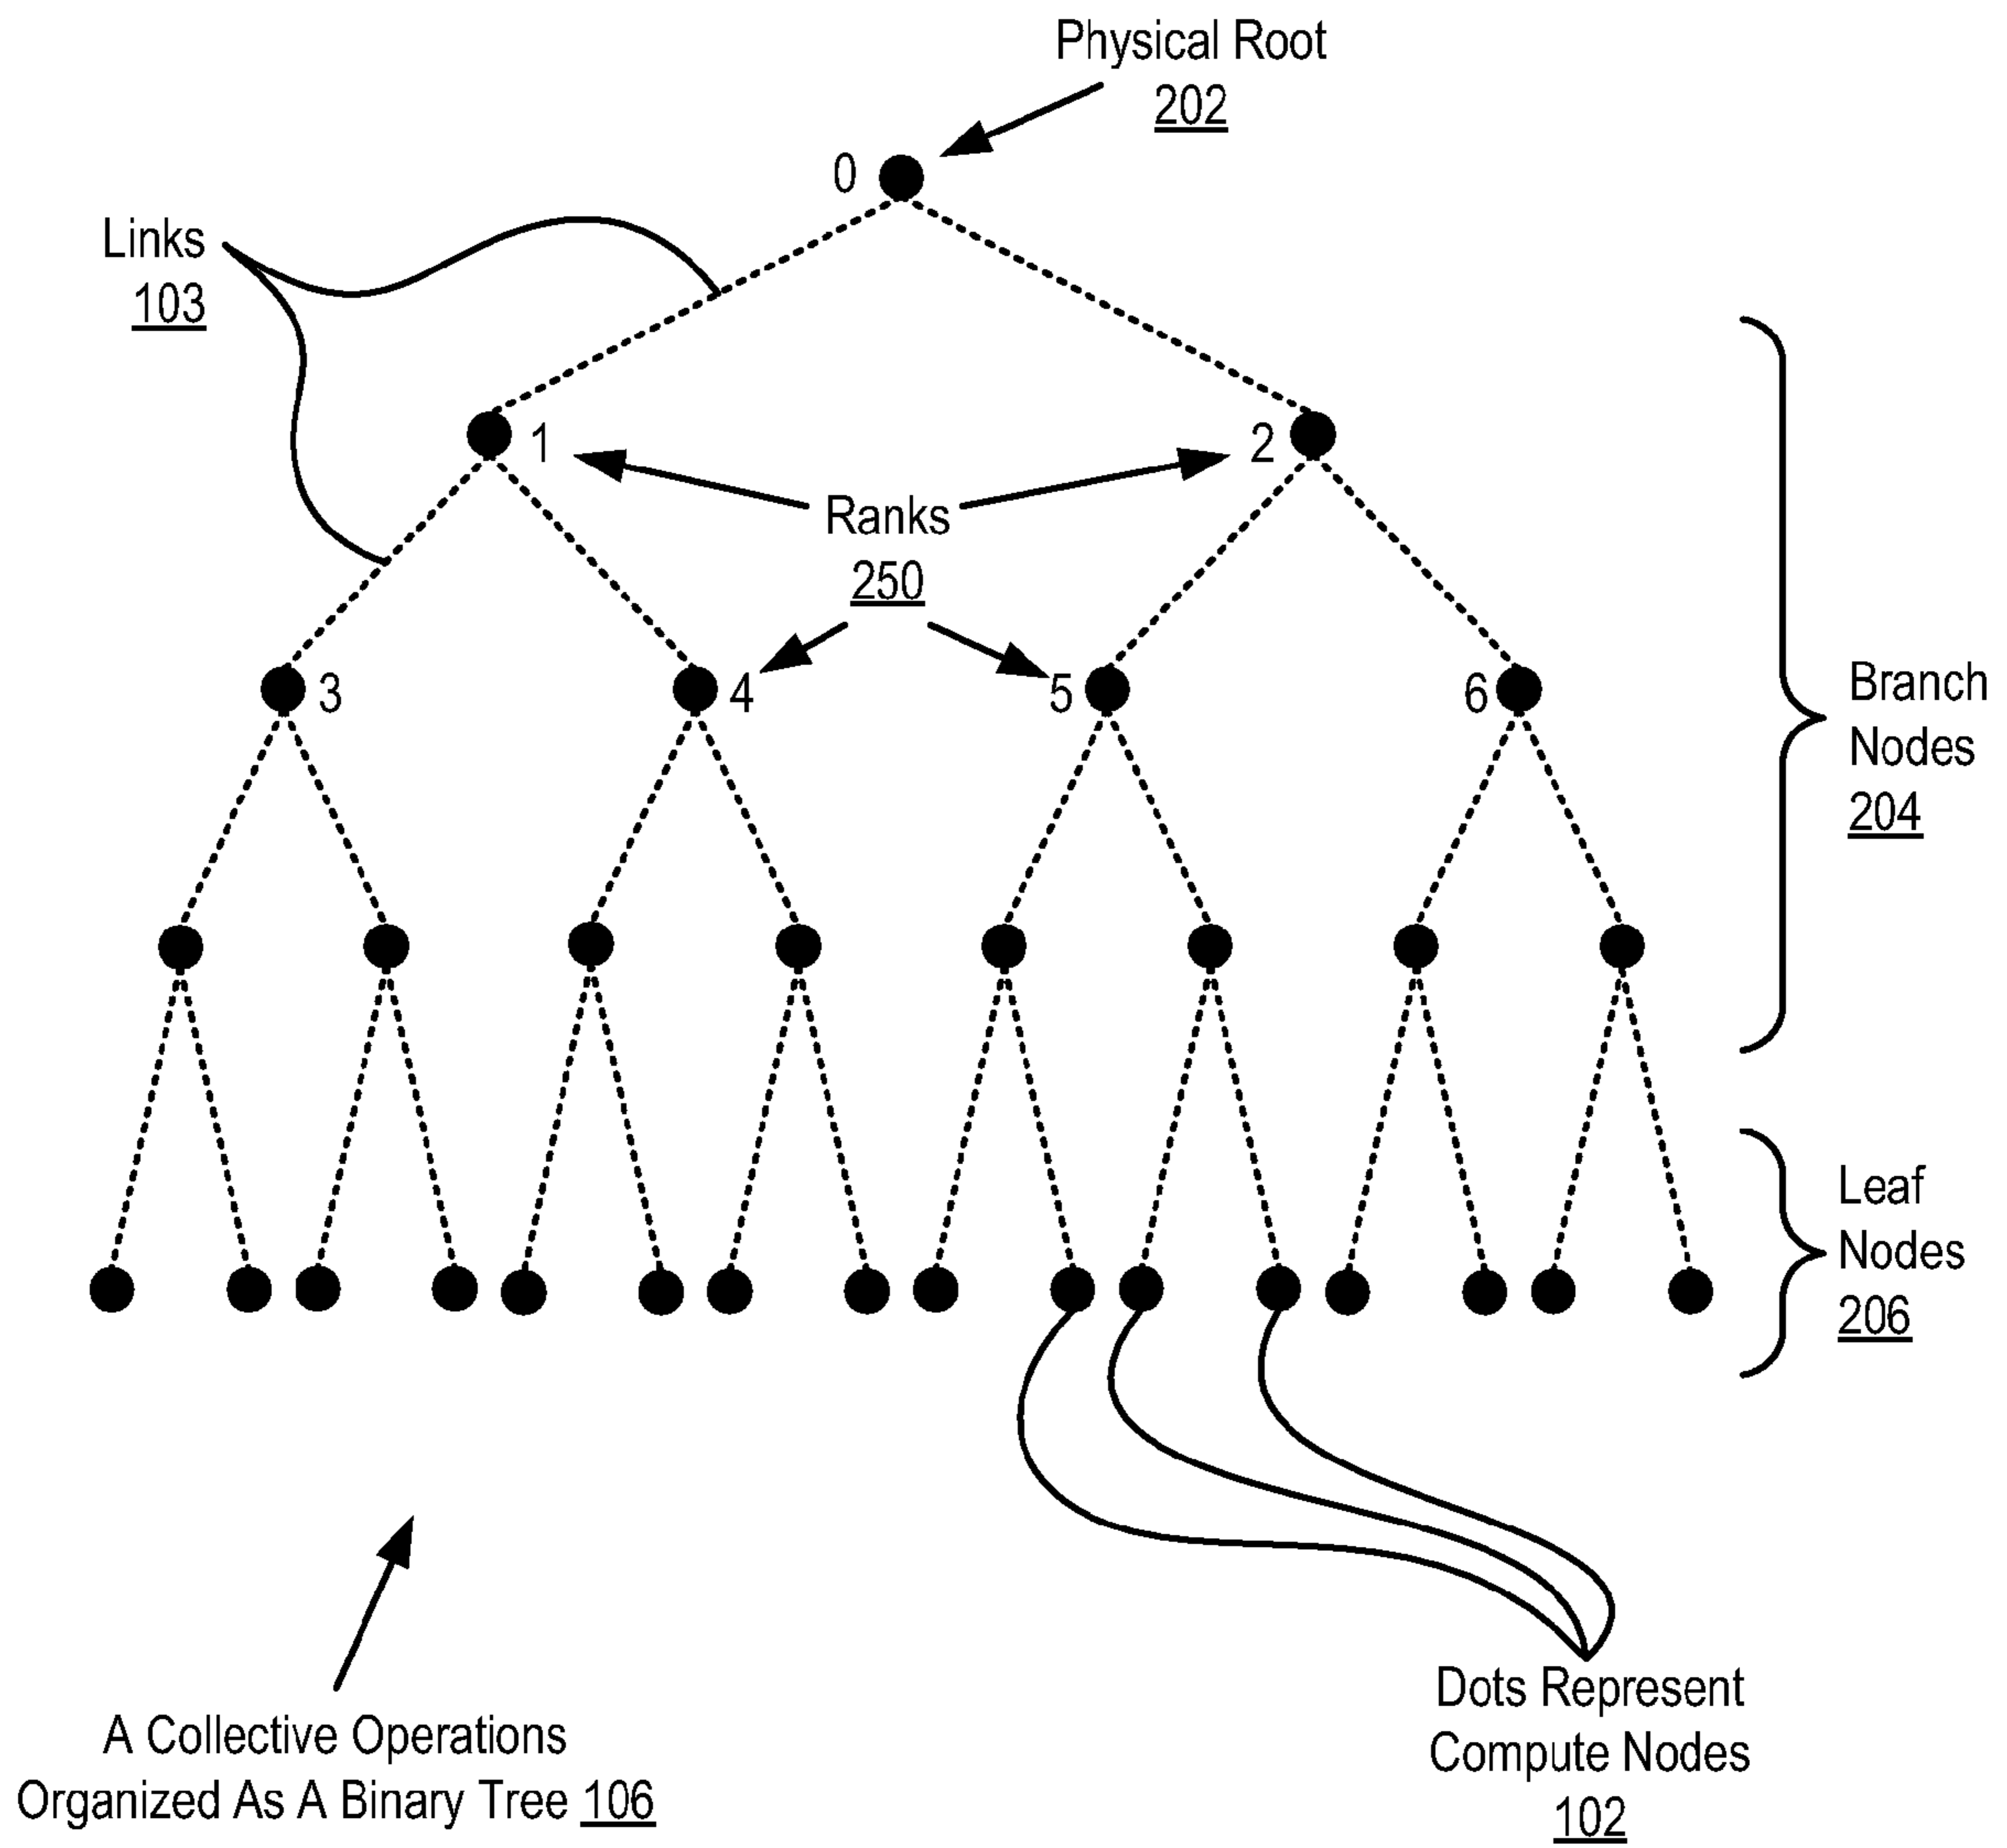 Physical Root
202
0
Links
103
1
2
Ranks
250
3
4
5
6
Branch
Nodes
204
Leaf
Nodes
206
A Collective Operations
Organized As A Binary Tree 106
Dots Represent
Compute Nodes
102